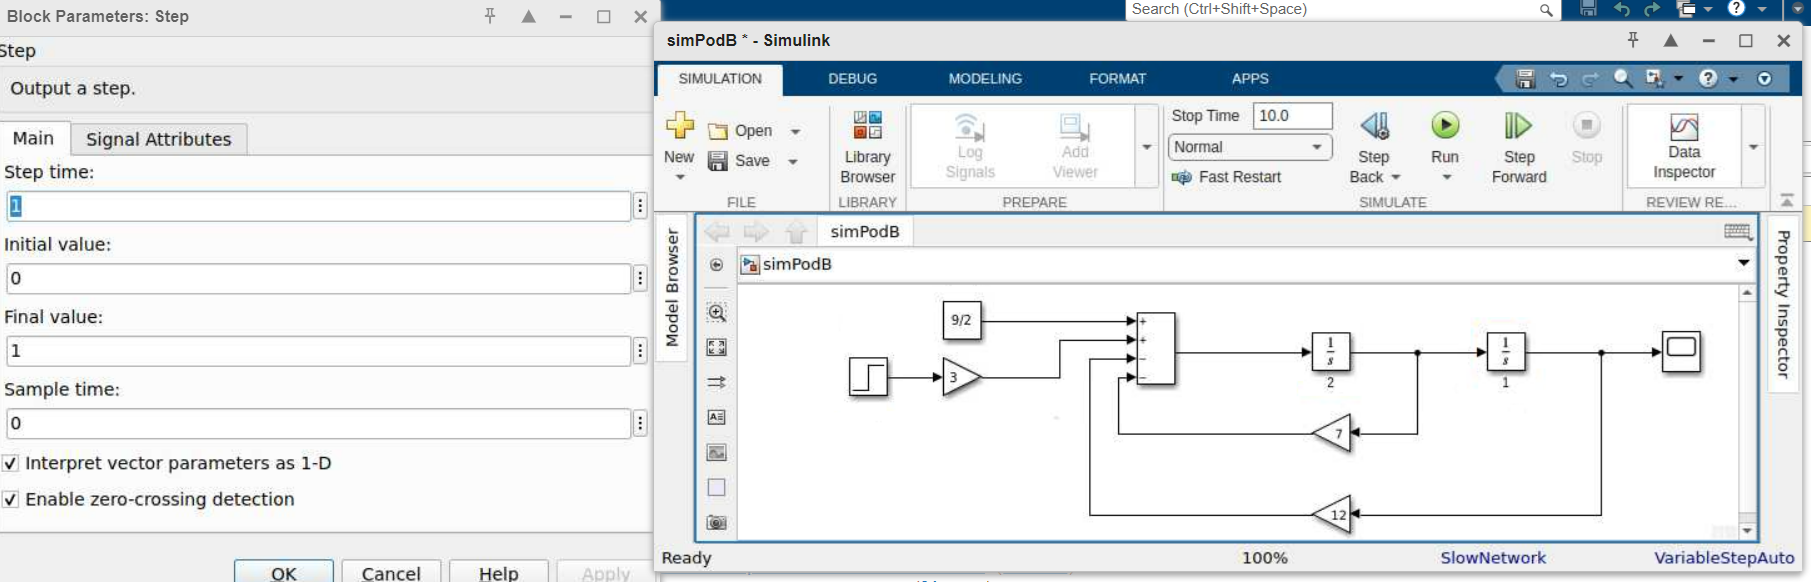 Block Parameters: Step
Step
Output a step.
Main Signal Attributes
Step time:
1
Initial value:
0
Final value:
1
Sample time:
0
Interpret vector parameters as 1-D
Enable zero-crossing detection
OK Cancel Help Apply
Search (Ctrl+Shift+Space)
simPodB * - Simulink
SIMULATION DEBUG MODELING FORMAT APPS
New
Open
Save
FILE
Library
Browser
LIBRARY
Log
Signals
Add
Viewer
PREPARE
Stop Time 10.0
Normal
Fast Restart
Step
Back
Run
Step
Forward
Stop
SIMULATE
Data
Inspector
REVIEW RE...
Model Browser
simPodB
simPodB
Property Inspector
9/2
3
+
+
−
−
1
s
2
1
s
1
7
12
Ready 100% SlowNetwork VariableStepAuto